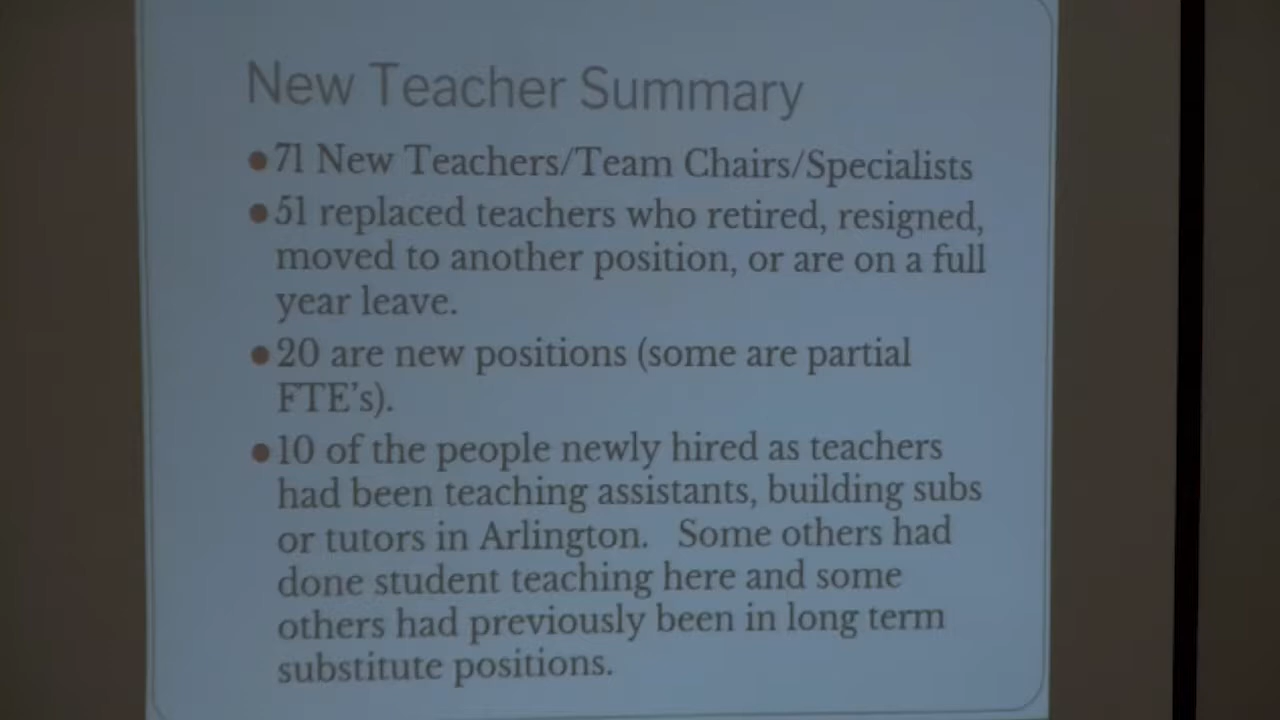 New Teacher Summary
●71 New Teachers/Team Chairs/Specialists
●51 replaced teachers who retired, resigned,
moved to another position, or are on a full
year leave.
●20 are new positions (some are partial
FTE's).
●10 of the people newly hired as teachers
had been teaching assistants, building subs
or tutors in Arlington.   Some others had
done student teaching here and some
others had previously been in long term
substitute positions.